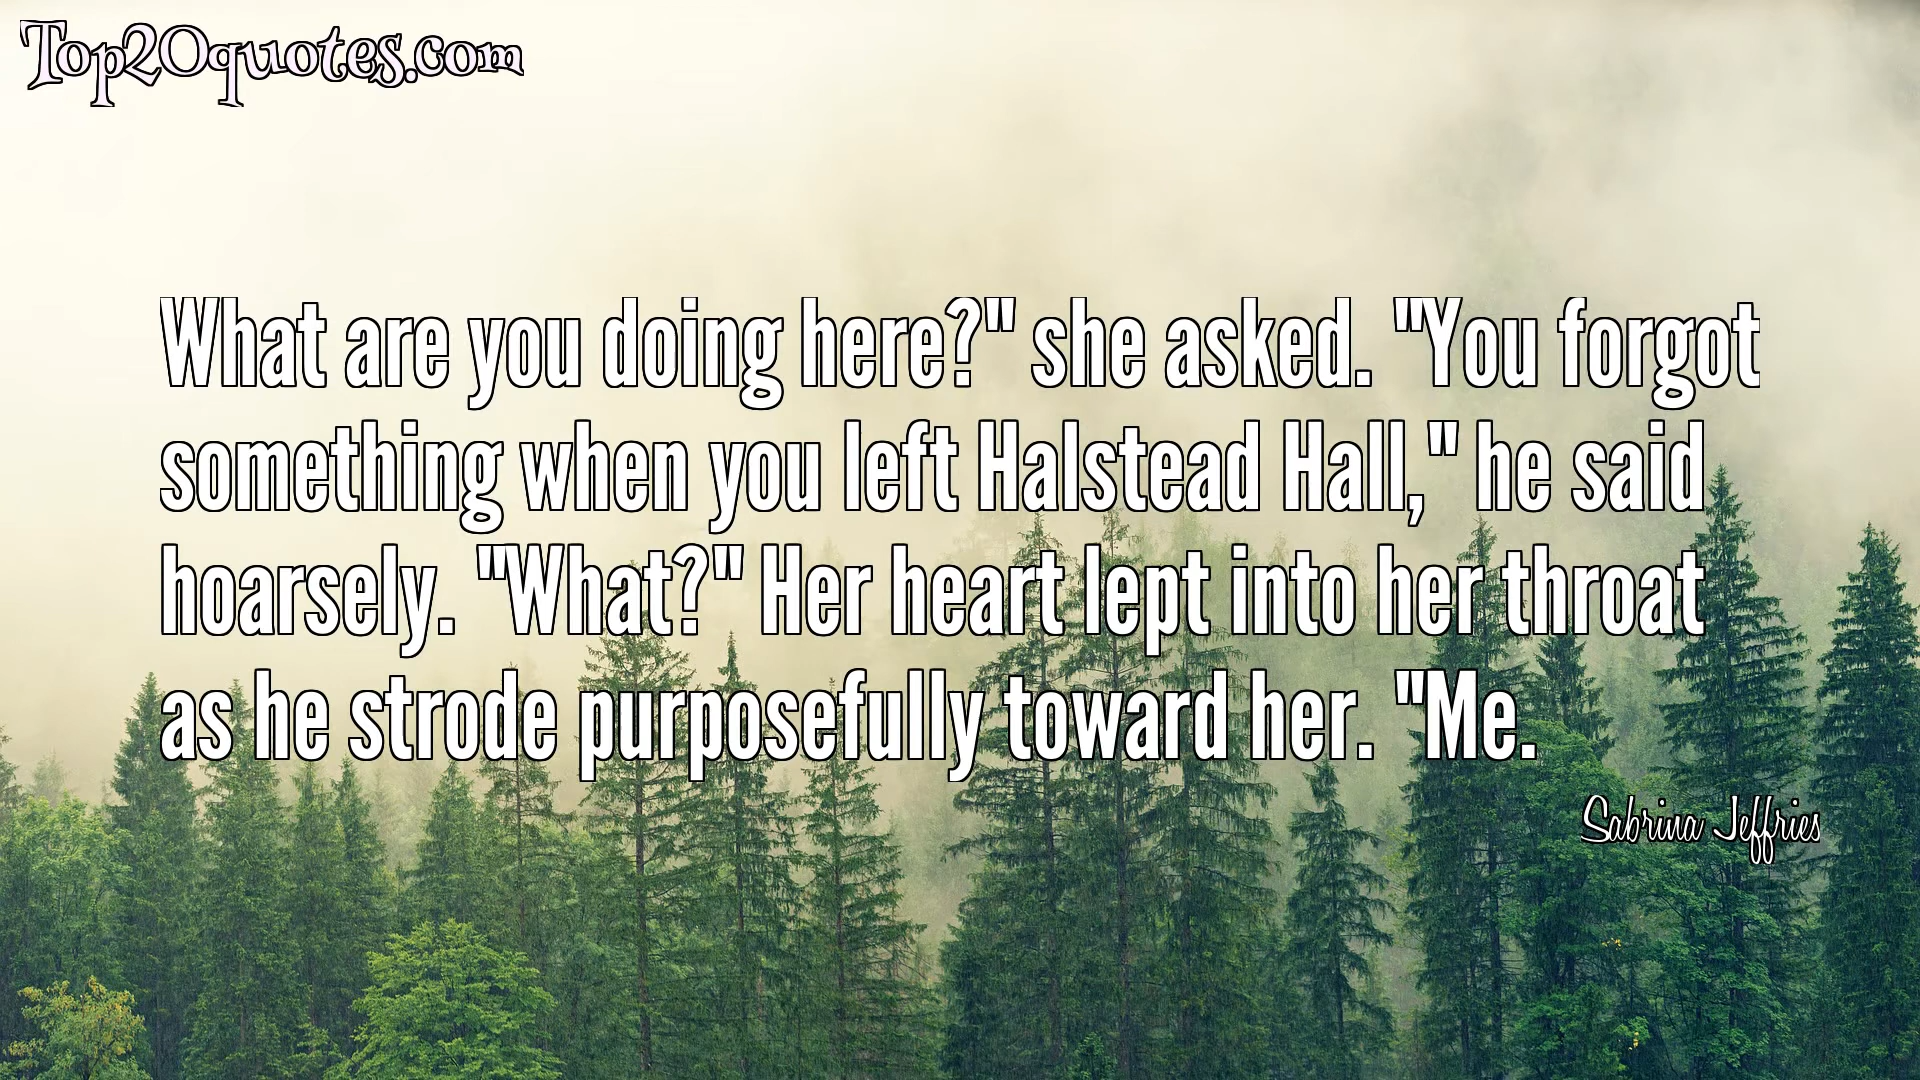 Top20quotes.com
What are you doing here?" she asked. "You forgot
something when you left Halstead Hall," he said
hoarsely. "What?" Her heart lept into her throat
as he strode purposefully toward her. "Me.
Sabrina Jeffries